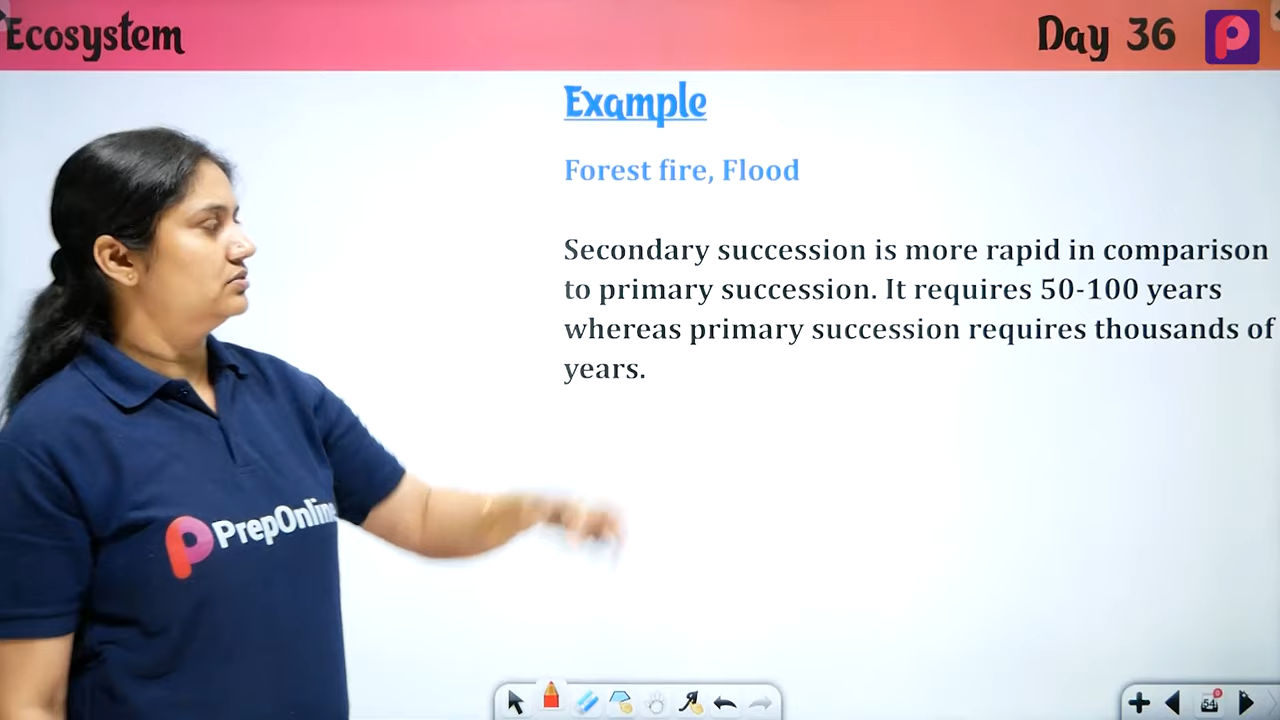 Ecosystem
Day 36
Example
Forest fire, Flood
Secondary succession is more rapid in comparison
to primary succession. It requires 50-100 years
whereas primary succession requires thousands of
years.
PrepOnline
54